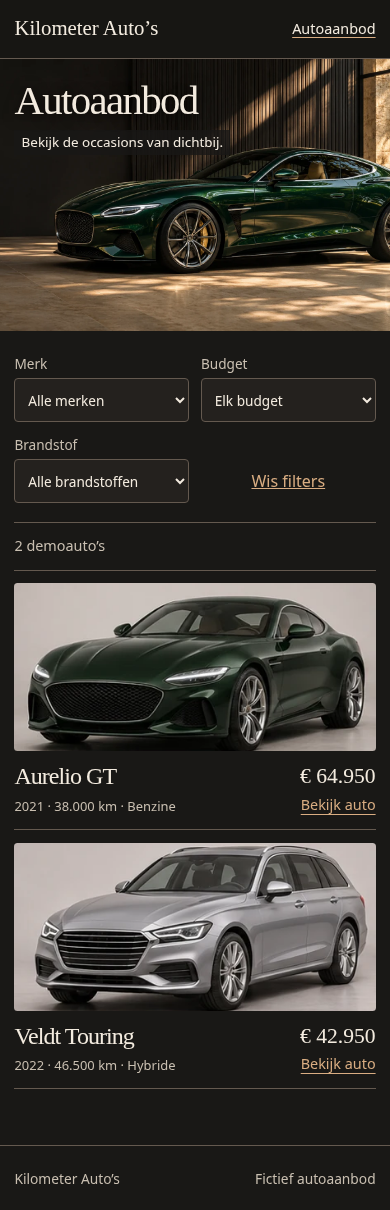 Kilometer Auto’s
Autoaanbod
Autoaanbod
Bekijk de occasions van dichtbij.
Merk
Budget
Alle merken
Elk budget
Brandstof
Alle brandstoffen
Wis filters
2 demoauto’s
Aurelio GT
€ 64.950
2021 · 38.000 km · Benzine
Bekijk auto
Veldt Touring
€ 42.950
2022 · 46.500 km · Hybride
Bekijk auto
Kilometer Auto’s
Fictief autoaanbod